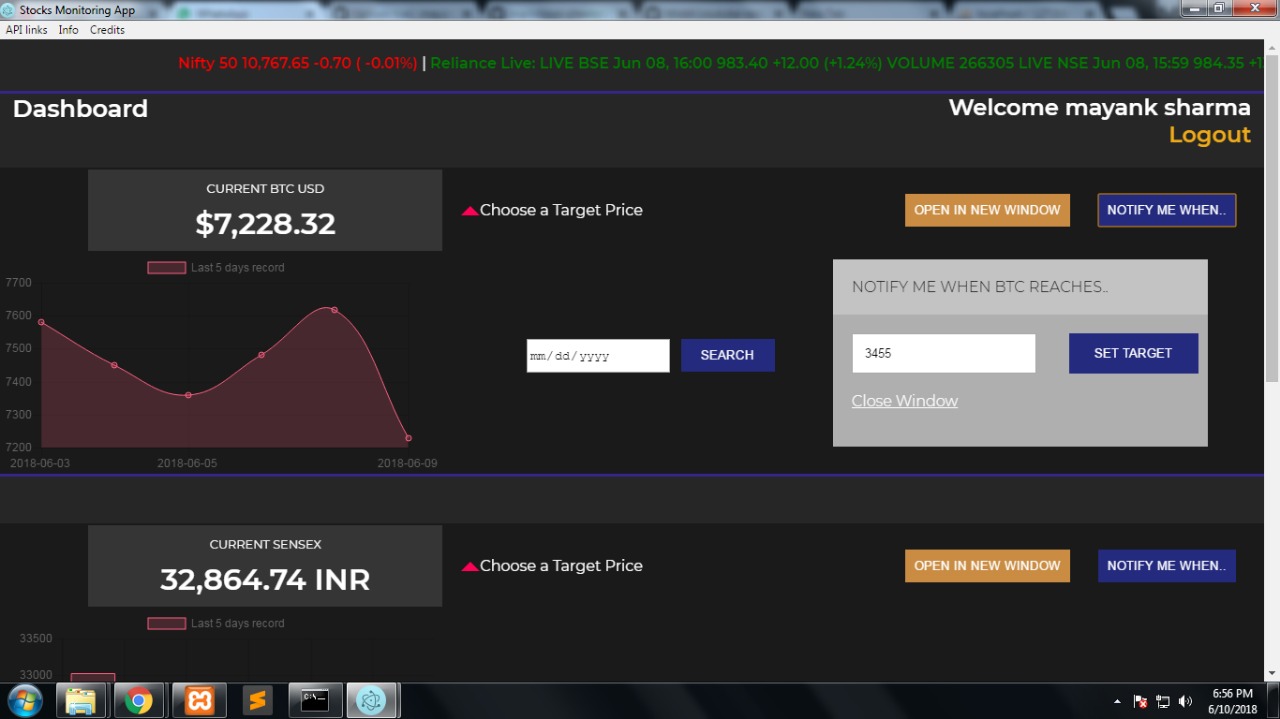 Stocks Monitoring App
API links Info Credits
Nifty 50 10,767.65 -0.70 ( -0.01%) | Reliance Live: LIVE BSE Jun 08, 16:00 983.40 +12.00 (+1.24%) VOLUME 266305 LIVE NSE Jun 08, 15:59 984.35 +1
Dashboard
Welcome mayank sharma
Logout
CURRENT BTC USD
$7,228.32
Choose a Target Price
OPEN IN NEW WINDOW
NOTIFY ME WHEN..
Last 5 days record
7700
7600
7500
7400
7300
7200
2018-06-03 2018-06-05 2018-06-09
mm/dd/yyyy
SEARCH
NOTIFY ME WHEN BTC REACHES..
3455
SET TARGET
Close Window
CURRENT SENSEX
32,864.74 INR
Choose a Target Price
OPEN IN NEW WINDOW
NOTIFY ME WHEN..
Last 5 days record
33500
33000
6:56 PM
6/10/2018